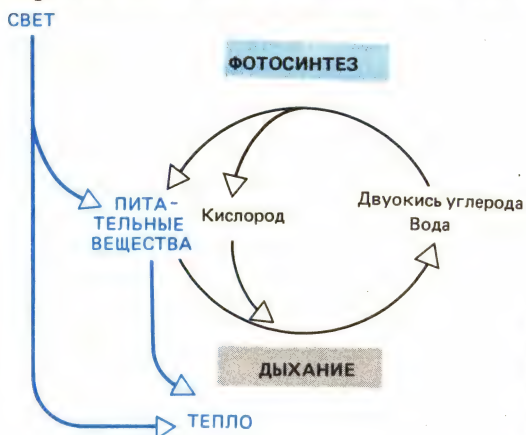 СВЕТ
ФОТОСИНТЕЗ
ПИТА-
ТЕЛЬНЫЕ
ВЕЩЕСТВА
Кислород
Двуокись углерода
Вода
ДЫХАНИЕ
ТЕПЛО